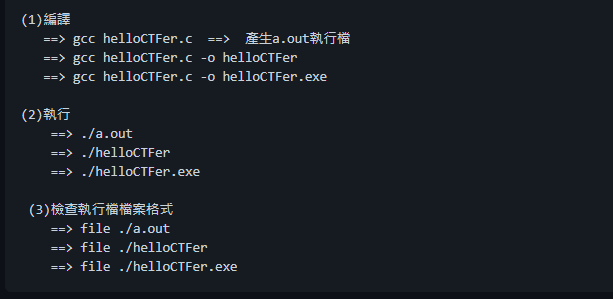 (1)編譯
==> gcc helloCTFer.c ==> 產生a.out執行檔
==> gcc helloCTFer.c -o helloCTFer
==> gcc helloCTFer.c -o helloCTFer.exe
(2)執行
==> ./a.out
==> ./helloCTFer
==> ./helloCTFer.exe
(3)檢查執行檔檔案格式
==> file ./a.out
==> file ./helloCTFer
==> file ./helloCTFer.exe